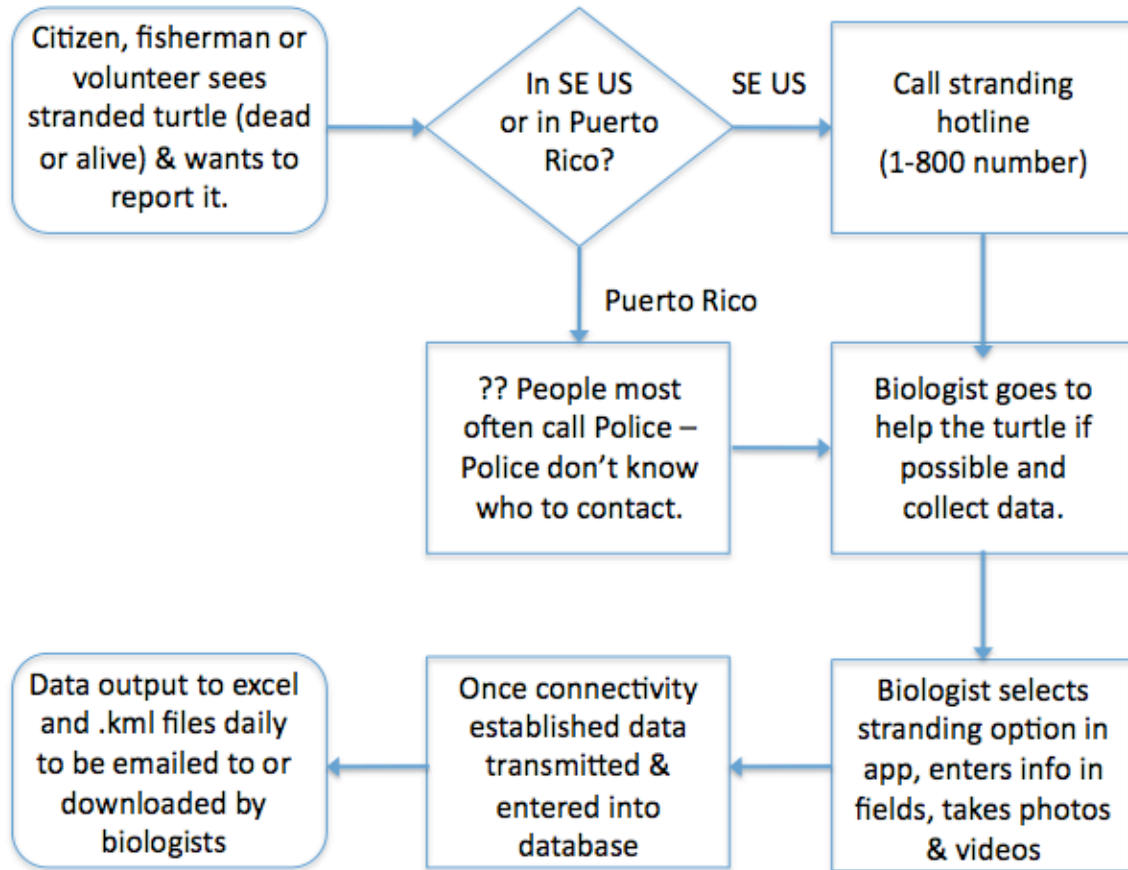 Citizen, fisherman or
volunteer sees
stranded turtle (dead
or alive) & wants to
report it.
In SE US
or in Puerto
Rico?
SE US
Call stranding
hotline
(1-800 number)
Puerto Rico
?? People most
often call Police –
Police don’t know
who to contact.
Biologist goes to
help the turtle if
possible and
collect data.
Biologist selects
stranding option in
app, enters info in
fields, takes photos
& videos
Once connectivity
established data
transmitted &
entered into
database
Data output to excel
and .kml files daily
to be emailed to or
downloaded by
biologists